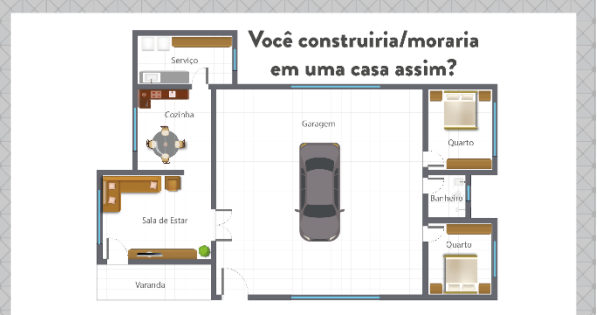 Você construiria/moraria
em uma casa assim?
Serviço
Cozinha
Garagem
Quarto
Banheiro
Sala de Estar
Quarto
Varanda